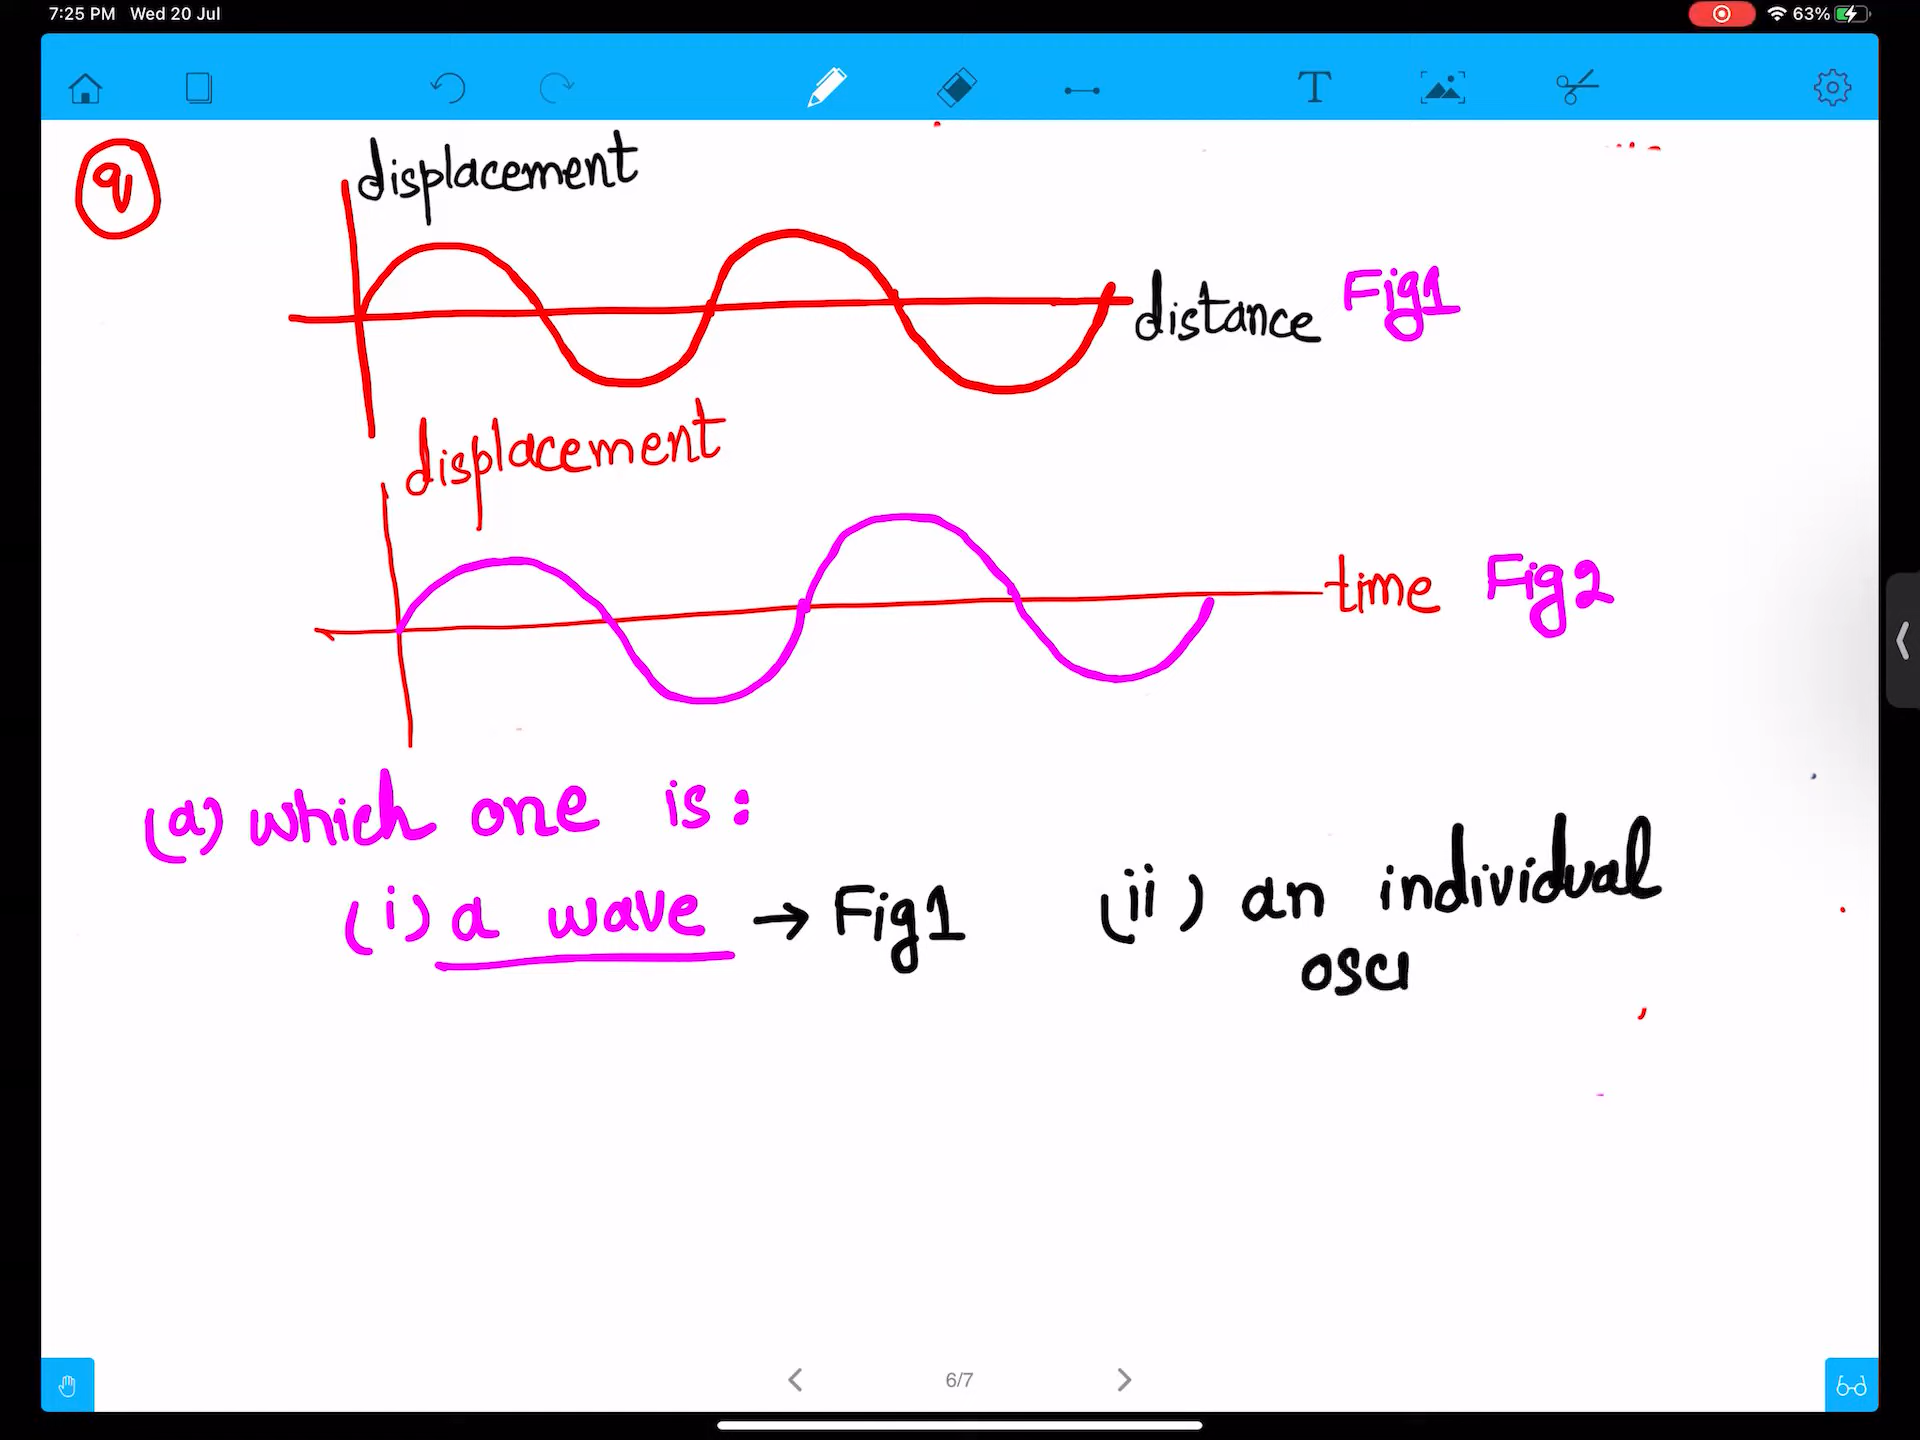 7:25 PM Wed 20 Jul
63%
T
q
displacement
distance Fig1
displacement
time Fig2
(a) which one is:
(i) a wave → Fig1
(ii) an individual
osci
6/7